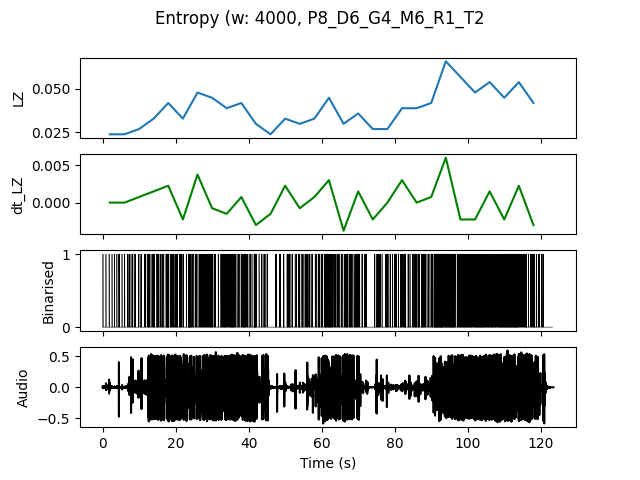 Entropy (w: 4000, P8_D6_G4_M6_R1_T2
LZ
0.050
0.025
dt_LZ
0.005
0.000
Binarised
1
0
Audio
0.5
0.0
−0.5
0 20 40 60 80 100 120
Time (s)